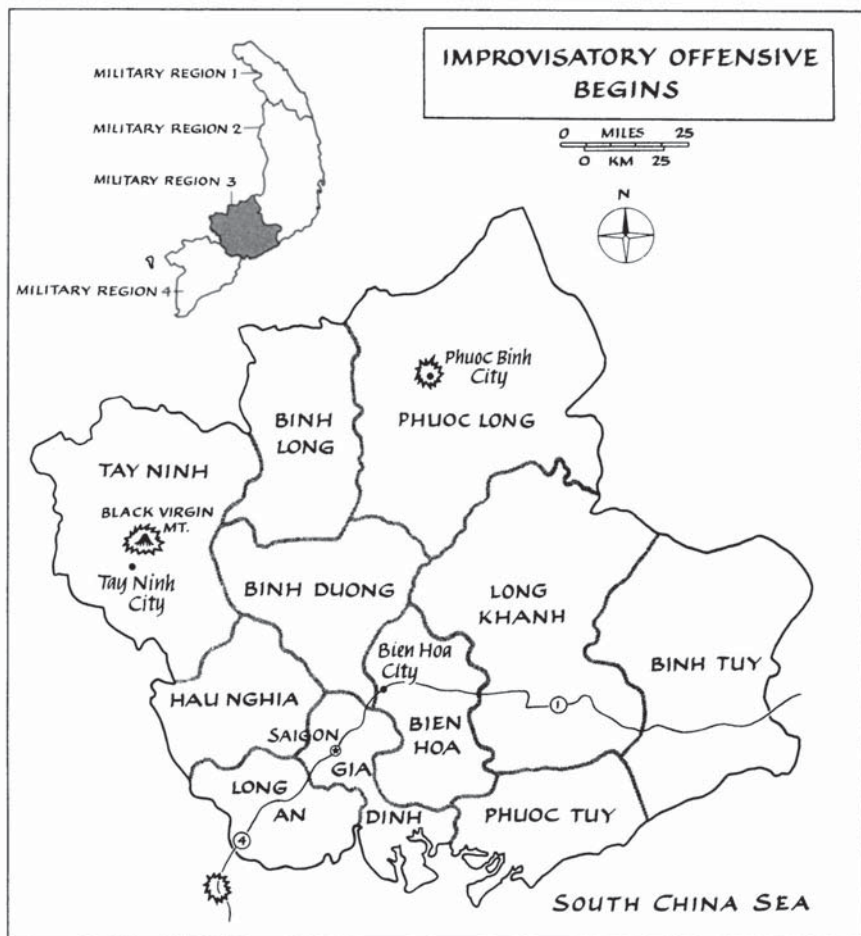 IMPROVISATORY OFFENSIVE
BEGINS
MILITARY REGION 1
MILITARY REGION 2
MILITARY REGION 3
MILITARY REGION 4
0 MILES 25
0 KM 25
N
Phuoc Binh
City
BINH
LONG
PHUOC LONG
TAY NINH
BLACK VIRGIN
MT.
Tay Ninh
City
BINH DUONG
LONG
KHANH
BINH TUY
Bien Hoa
City
HAU NGHIA
1
SAIGON
BIEN
HOA
GIA
DINH
LONG
AN
PHUOC TUY
4
SOUTH CHINA SEA